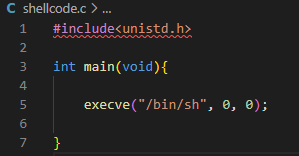 C shellcode.c > ...
1 #include<unistd.h>
2
3 int main(void){
4
5 execve("/bin/sh", 0, 0);
6
7 }